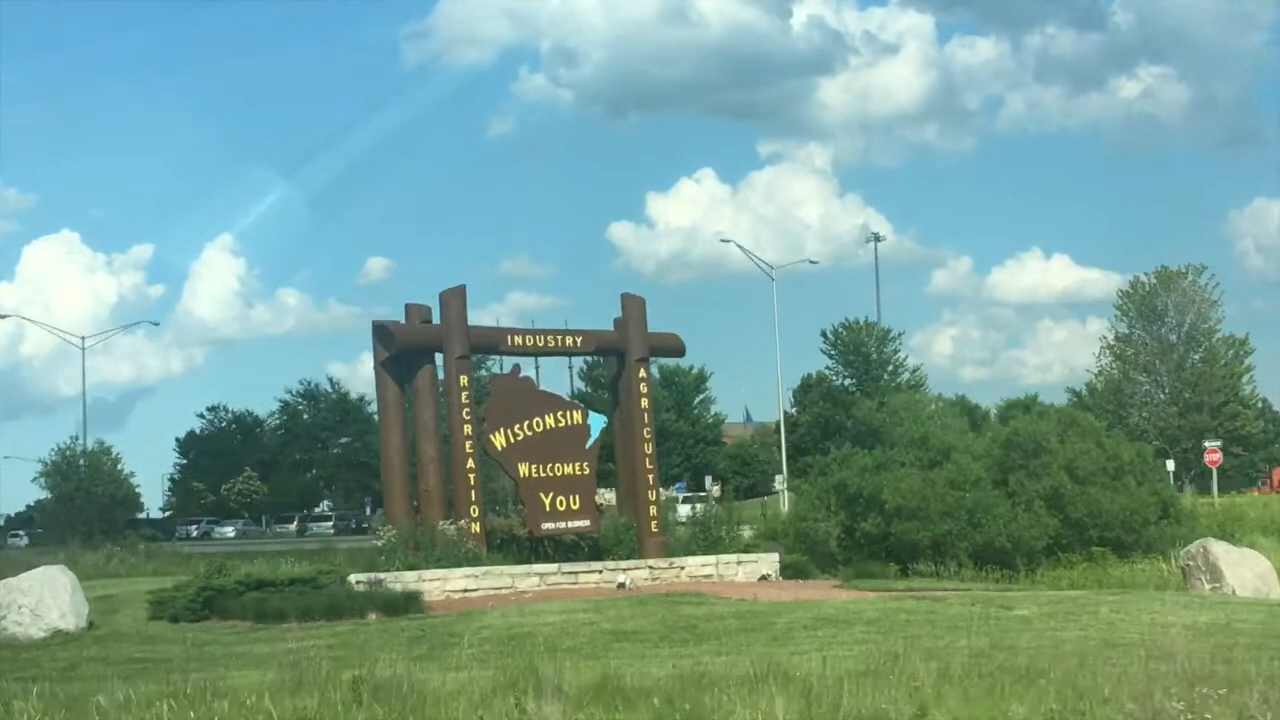 INDUSTRY
RECREATION
WISCONSIN
WELCOMES
YOU
OPEN FOR BUSINESS
AGRICULTURE
STOP